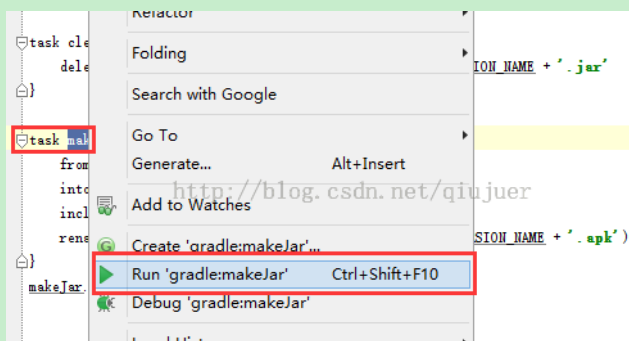 Refactor
task cle
Folding
dele
ION_NAME + '.jar'
}
Search with Google
task mak
Go To
from
Generate... Alt+Insert
into
http://blog.csdn.net/qiujuer
incl
Add to Watches
rena
SION_NAME + '.apk')
Create 'gradle:makeJar'...
}
Run 'gradle:makeJar' Ctrl+Shift+F10
makeJar.
Debug 'gradle:makeJar'